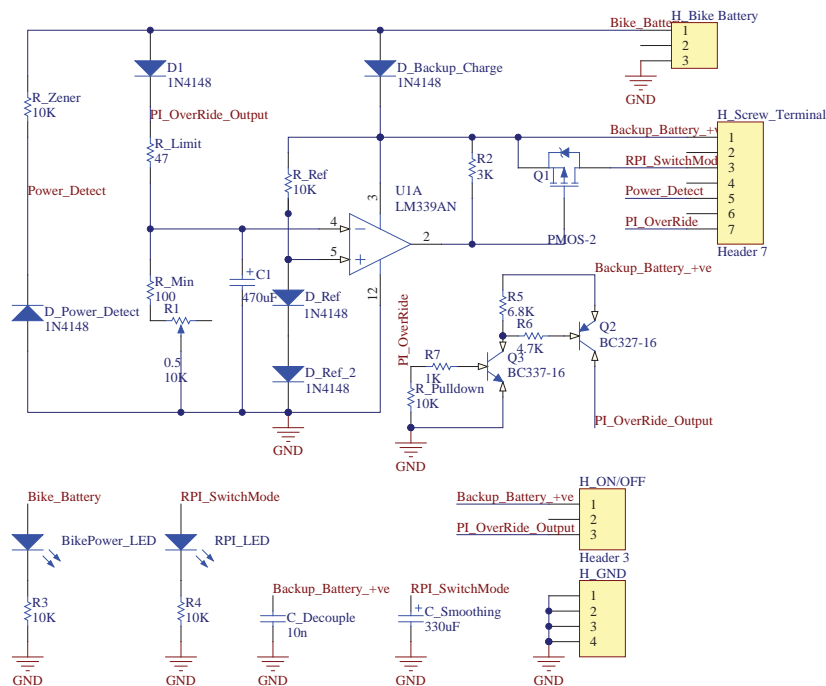 H_Bike Battery
Bike_Battery
1
2
3
GND
D1
1N4148
D_Backup_Charge
1N4148
R_Zener
10K
PI_OverRide_Output
R_Limit
47
H_Screw_Terminal
Backup_Battery_+ve
1
2
RPI_SwitchMode
3
4
Power_Detect
5
6
PI_OverRide
7
Header 7
R2
3K
Q1
PMOS-2
Power_Detect
R_Ref
10K
U1A
LM339AN
3
4
5
2
12
R_Min
100
R1
0.5
10K
C1
470uF
D_Ref
1N4148
D_Ref_2
1N4148
D_Power_Detect
1N4148
GND
Backup_Battery_+ve
R5
6.8K
R6
4.7K
Q2
BC327-16
PI_OverRide
R7
1K
Q3
BC337-16
R_Pulldown
10K
PI_OverRide_Output
GND
Bike_Battery
BikePower_LED
R3
10K
GND
RPI_SwitchMode
RPI_LED
R4
10K
GND
Backup_Battery_+ve
C_Decouple
10n
GND
RPI_SwitchMode
C_Smoothing
330uF
GND
H_ON/OFF
Backup_Battery_+ve
1
2
PI_OverRide_Output
3
Header 3
H_GND
1
2
3
4
GND